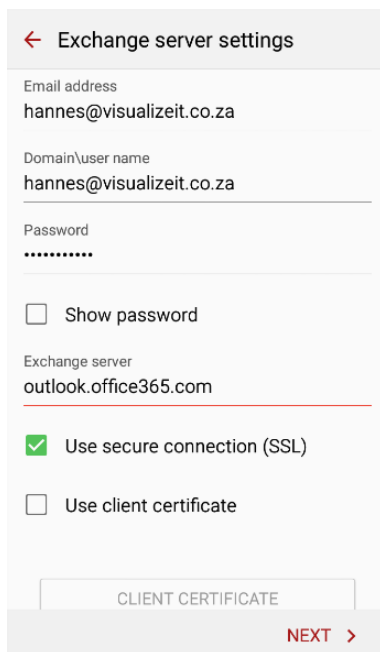 Exchange server settings
Email address
hannes@visualizeit.co.za
Domain\user name
hannes@visualizeit.co.za
Password
•••••••••••
Show password
Exchange server
outlook.office365.com
Use secure connection (SSL)
Use client certificate
CLIENT CERTIFICATE
NEXT